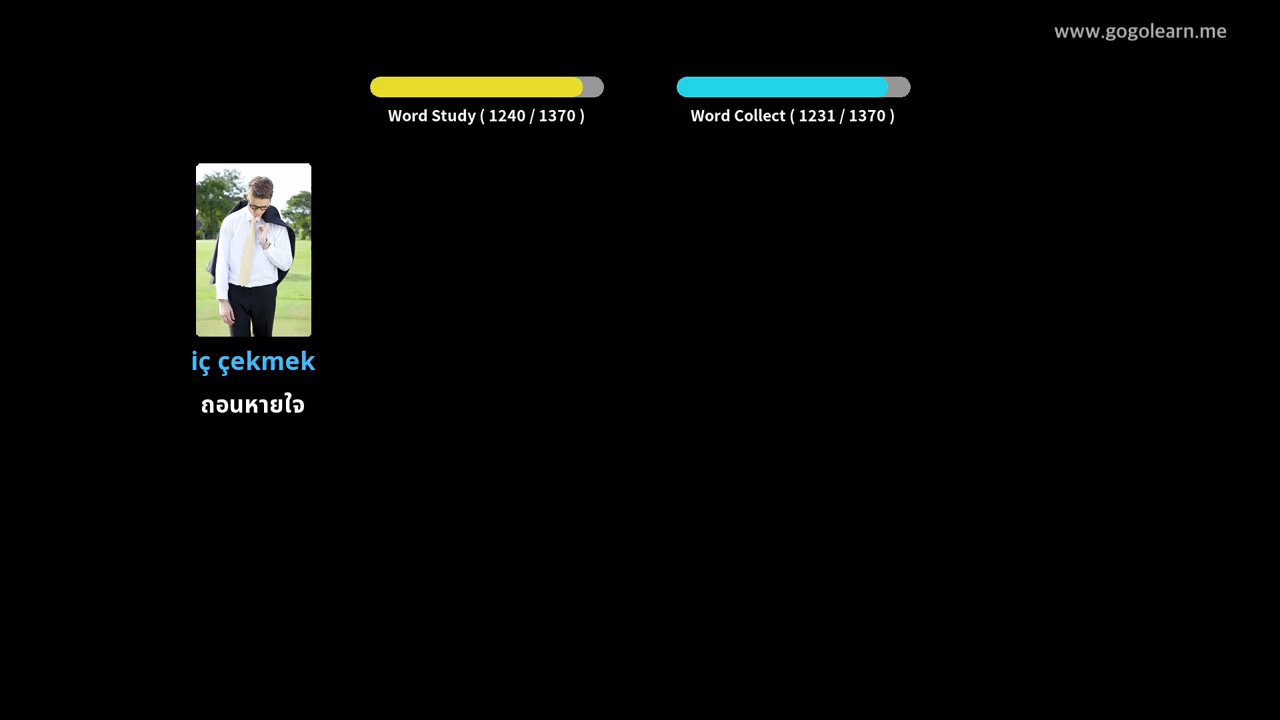 www.gogolearn.me
Word Study ( 1240 / 1370 )
Word Collect ( 1231 / 1370 )
iç çekmek
ถอนหายใจ